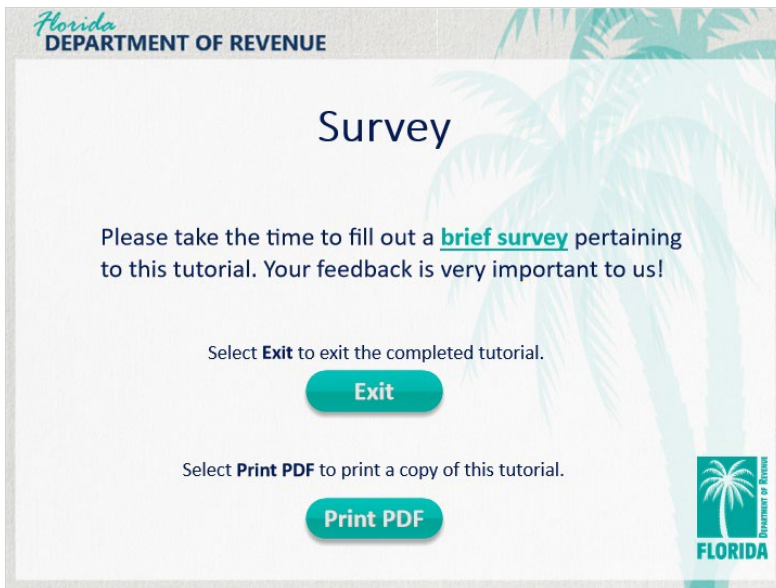 Florida
DEPARTMENT OF REVENUE
Survey
Please take the time to fill out a brief survey pertaining
to this tutorial. Your feedback is very important to us!
Select Exit to exit the completed tutorial.
Exit
Select Print PDF to print a copy of this tutorial.
Print PDF
DEPARTMENT OF REVENUE
FLORIDA